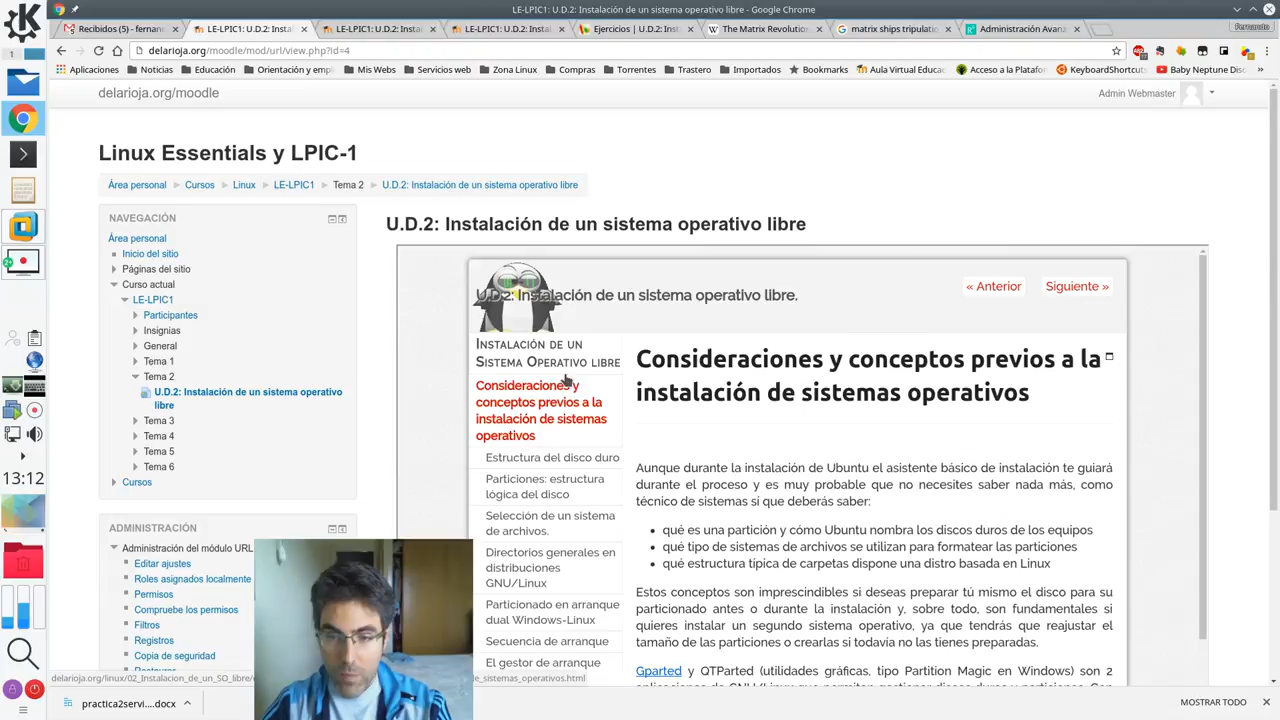 LE-LPIC1: U.D.2: Instalación de un sistema operativo libre - Google Chrome
Recibidos (5) - fernan
LE-LPIC1: U.D.2: Instal
LE-LPIC1: U.D.2: Instal
LE-LPIC1: U.D.2: Instal
Ejercicios | U.D.2: Inst
The Matrix Revolution
matrix ships tripulatio
Administración Avanz
Fernando
1
delarioja.org/moodle/mod/url/view.php?id=4
Aplicaciones
Noticias
Educación
Orientación y empl
Mis Webs
Servicios web
Zona Linux
Compras
Torrentes
Trastero
Importados
Bookmarks
Aula Virtual Educac
Acceso a la Platafor
KeyboardShortcuts
Baby Neptune Disc
delarioja.org/moodle
Admin Webmaster
Linux Essentials y LPIC-1
Área personal
Cursos
Linux
LE-LPIC1
Tema 2
U.D.2: Instalación de un sistema operativo libre
NAVEGACIÓN
Área personal
Inicio del sitio
Páginas del sitio
Curso actual
LE-LPIC1
Participantes
Insignias
General
Tema 1
Tema 2
U.D.2: Instalación de un sistema operativo
libre
Tema 3
Tema 4
Tema 5
Tema 6
Cursos
ADMINISTRACIÓN
Administración del módulo URL
Editar ajustes
Roles asignados localmente
Permisos
Compruebe los permisos
Filtros
Registros
Copia de seguridad
U.D.2: Instalación de un sistema operativo libre
U.D2: Instalación de un sistema operativo libre.
« Anterior
Siguiente »
Instalación de un
Sistema Operativo libre
Consideraciones y
conceptos previos a la
instalación de sistemas
operativos
Estructura del disco duro
Particiones: estructura
lógica del disco
Selección de un sistema
de archivos.
Directorios generales en
distribuciones
GNU/Linux
Particionado en arranque
dual Windows-Linux
Secuencia de arranque
El gestor de arranque
Consideraciones y conceptos previos a la
instalación de sistemas operativos
Aunque durante la instalación de Ubuntu el asistente básico de instalación te guiará
durante el proceso y es muy probable que no necesites saber nada más, como
técnico de sistemas sí que deberás saber:
qué es una partición y cómo Ubuntu nombra los discos duros de los equipos
qué tipo de sistemas de archivos se utilizan para formatear las particiones
qué estructura típica de carpetas dispone una distro basada en Linux
Estos conceptos son imprescindibles si deseas preparar tú mismo el disco para su
particionado antes o durante la instalación y, sobre todo, son fundamentales si
quieres instalar un segundo sistema operativo, ya que tendrás que reajustar el
tamaño de las particiones o crearlas si todavía no las tienes preparadas.
Gparted y QTParted (utilidades gráficas, tipo Partition Magic en Windows) son 2
delarioja.org/linux/02_Instalacion_de_un_SO_libre/
e_sistemas_operativos.html
13:12
practica2servi....docx
MOSTRAR TODO